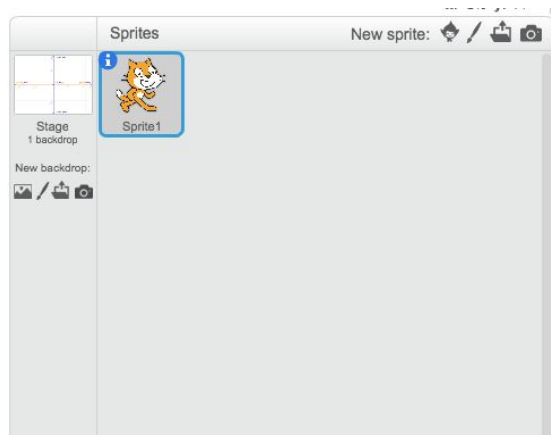 Sprites
New sprite:
Stage
1 backdrop
New backdrop:
Sprite1